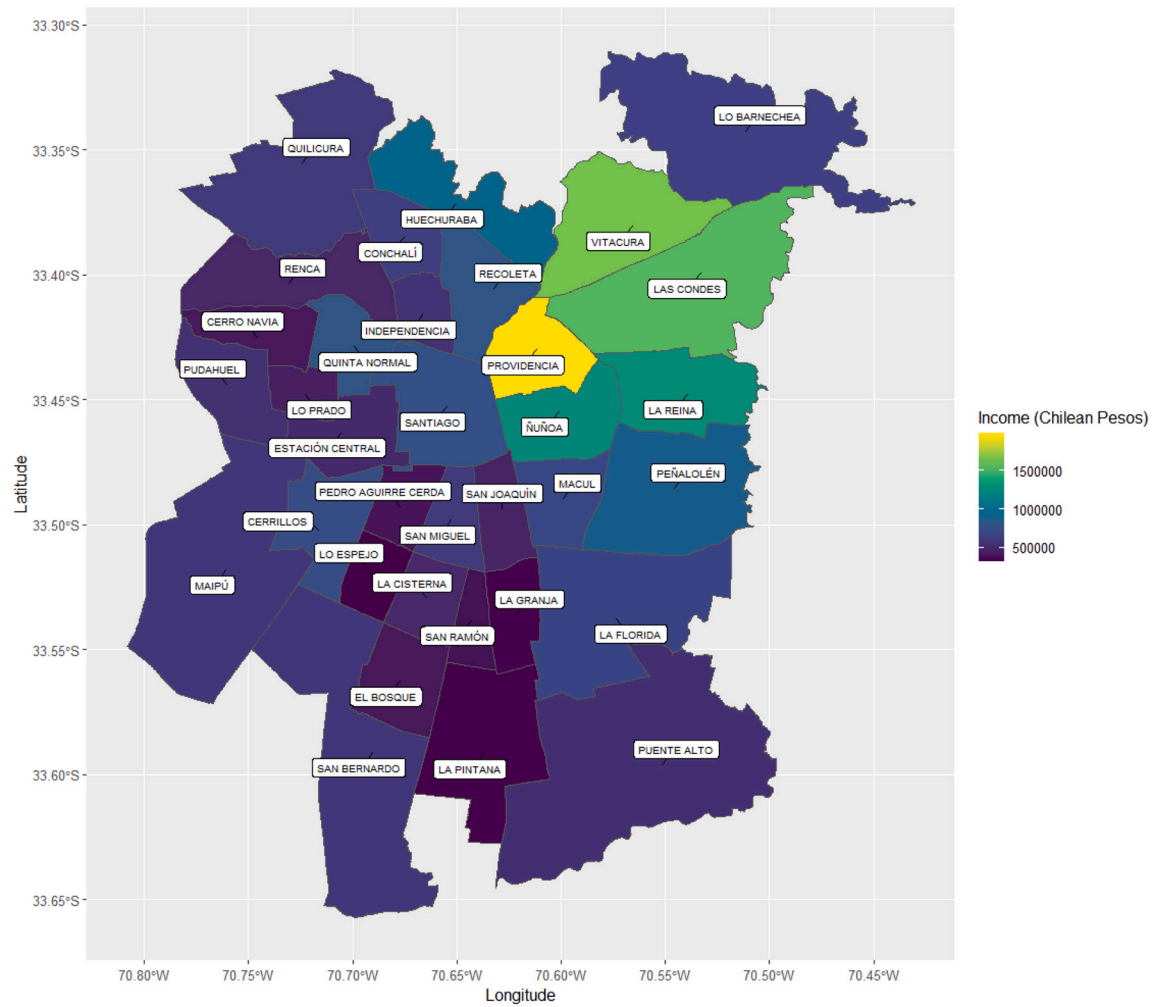 33.30°S
33.35°S
33.40°S
33.45°S
33.50°S
33.55°S
33.60°S
33.65°S
Latitude
LO BARNECHEA
QUILICURA
HUECHURABA
VITACURA
CONCHALÍ
RENCA
RECOLETA
LAS CONDES
CERRO NAVIA
INDEPENDENCIA
QUINTA NORMAL
PROVIDENCIA
PUDAHUEL
LO PRADO
LA REINA
SANTIAGO
ÑUÑOA
ESTACIÓN CENTRAL
PEÑALOLÉN
MACUL
PEDRO AGUIRRE CERDA
SAN JOAQUÍN
CERRILLOS
SAN MIGUEL
LO ESPEJO
MAIPÚ
LA CISTERNA
LA GRANJA
SAN RAMÓN
LA FLORIDA
EL BOSQUE
PUENTE ALTO
SAN BERNARDO
LA PINTANA
Income (Chilean Pesos)
1500000
1000000
500000
70.80°W
70.75°W
70.70°W
70.65°W
70.60°W
70.55°W
70.50°W
70.45°W
Longitude